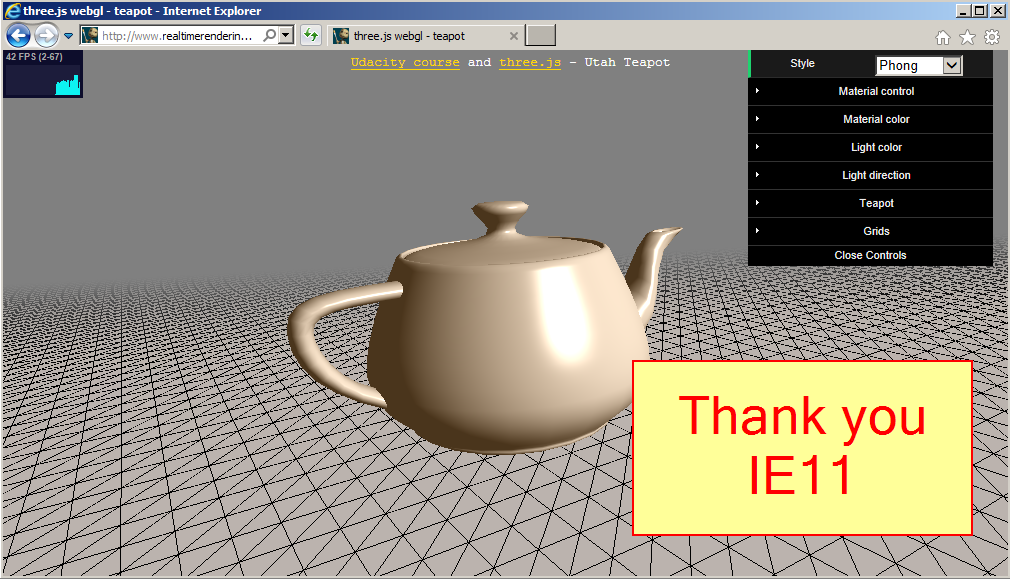 three.js webgl - teapot - Internet Explorer
http://www.realtimerenderin...
three.js webgl - teapot
42 FPS (2-67)
Udacity course and three.js - Utah Teapot
Style Phong
Material control
Material color
Light color
Light direction
Teapot
Grids
Close Controls
Thank you
IE11